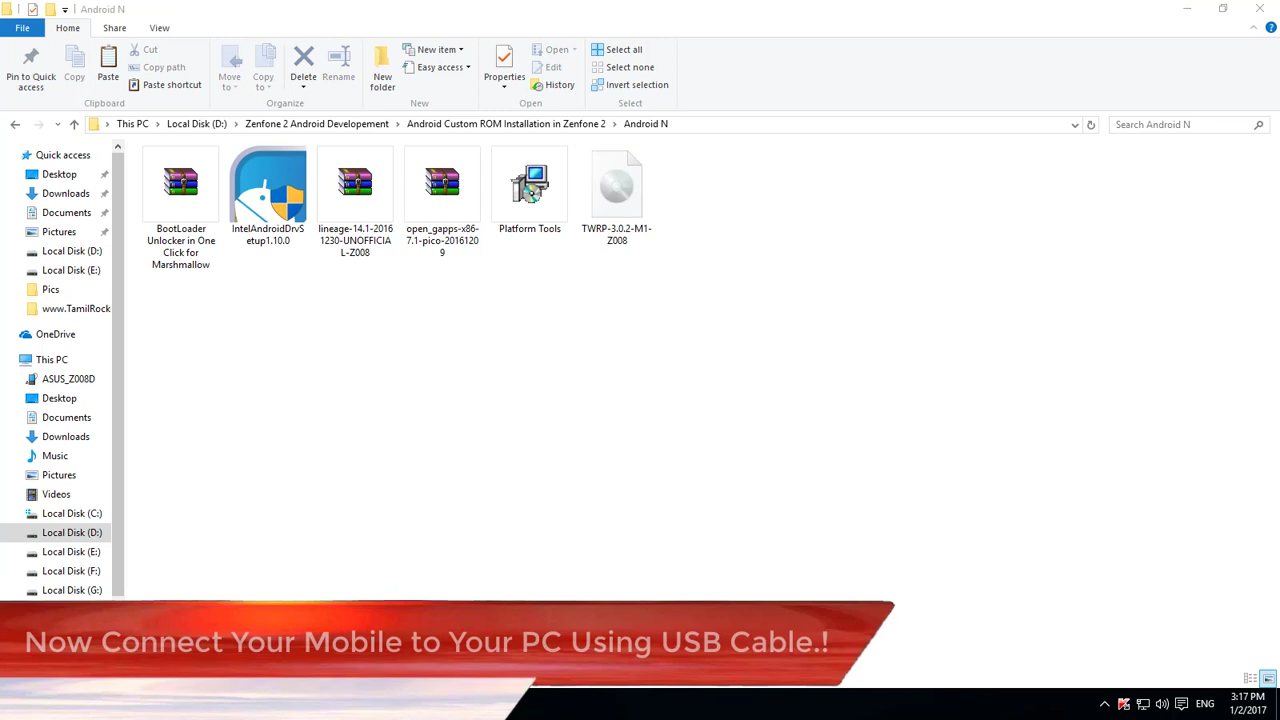 Android N
File
Home
Share
View
Pin to Quick
access
Copy
Paste
Cut
Copy path
Paste shortcut
Clipboard
Move
to
Copy
to
Delete
Rename
Organize
New
folder
New item
Easy access
New
Properties
Open
Edit
History
Open
Select all
Select none
Invert selection
Select
This PC
Local Disk (D:)
Zenfone 2 Android Developement
Android Custom ROM Installation in Zenfone 2
Android N
Search Android N
Quick access
Desktop
Downloads
Documents
Pictures
Local Disk (D:)
Local Disk (E:)
Pics
www.TamilRock
OneDrive
This PC
ASUS_Z008D
Desktop
Documents
Downloads
Music
Pictures
Videos
Local Disk (C:)
Local Disk (D:)
Local Disk (E:)
Local Disk (F:)
Local Disk (G:)
BootLoader
Unlocker in One
Click for
Marshmallow
IntelAndroidDrvS
etup1.10.0
lineage-14.1-2016
1230-UNOFFICIA
L-Z008
open_gapps-x86-
7.1-pico-2016120
9
Platform Tools
TWRP-3.0.2-M1-
Z008
Now Connect Your Mobile to Your PC Using USB Cable.!
ENG
3:17 PM
1/2/2017